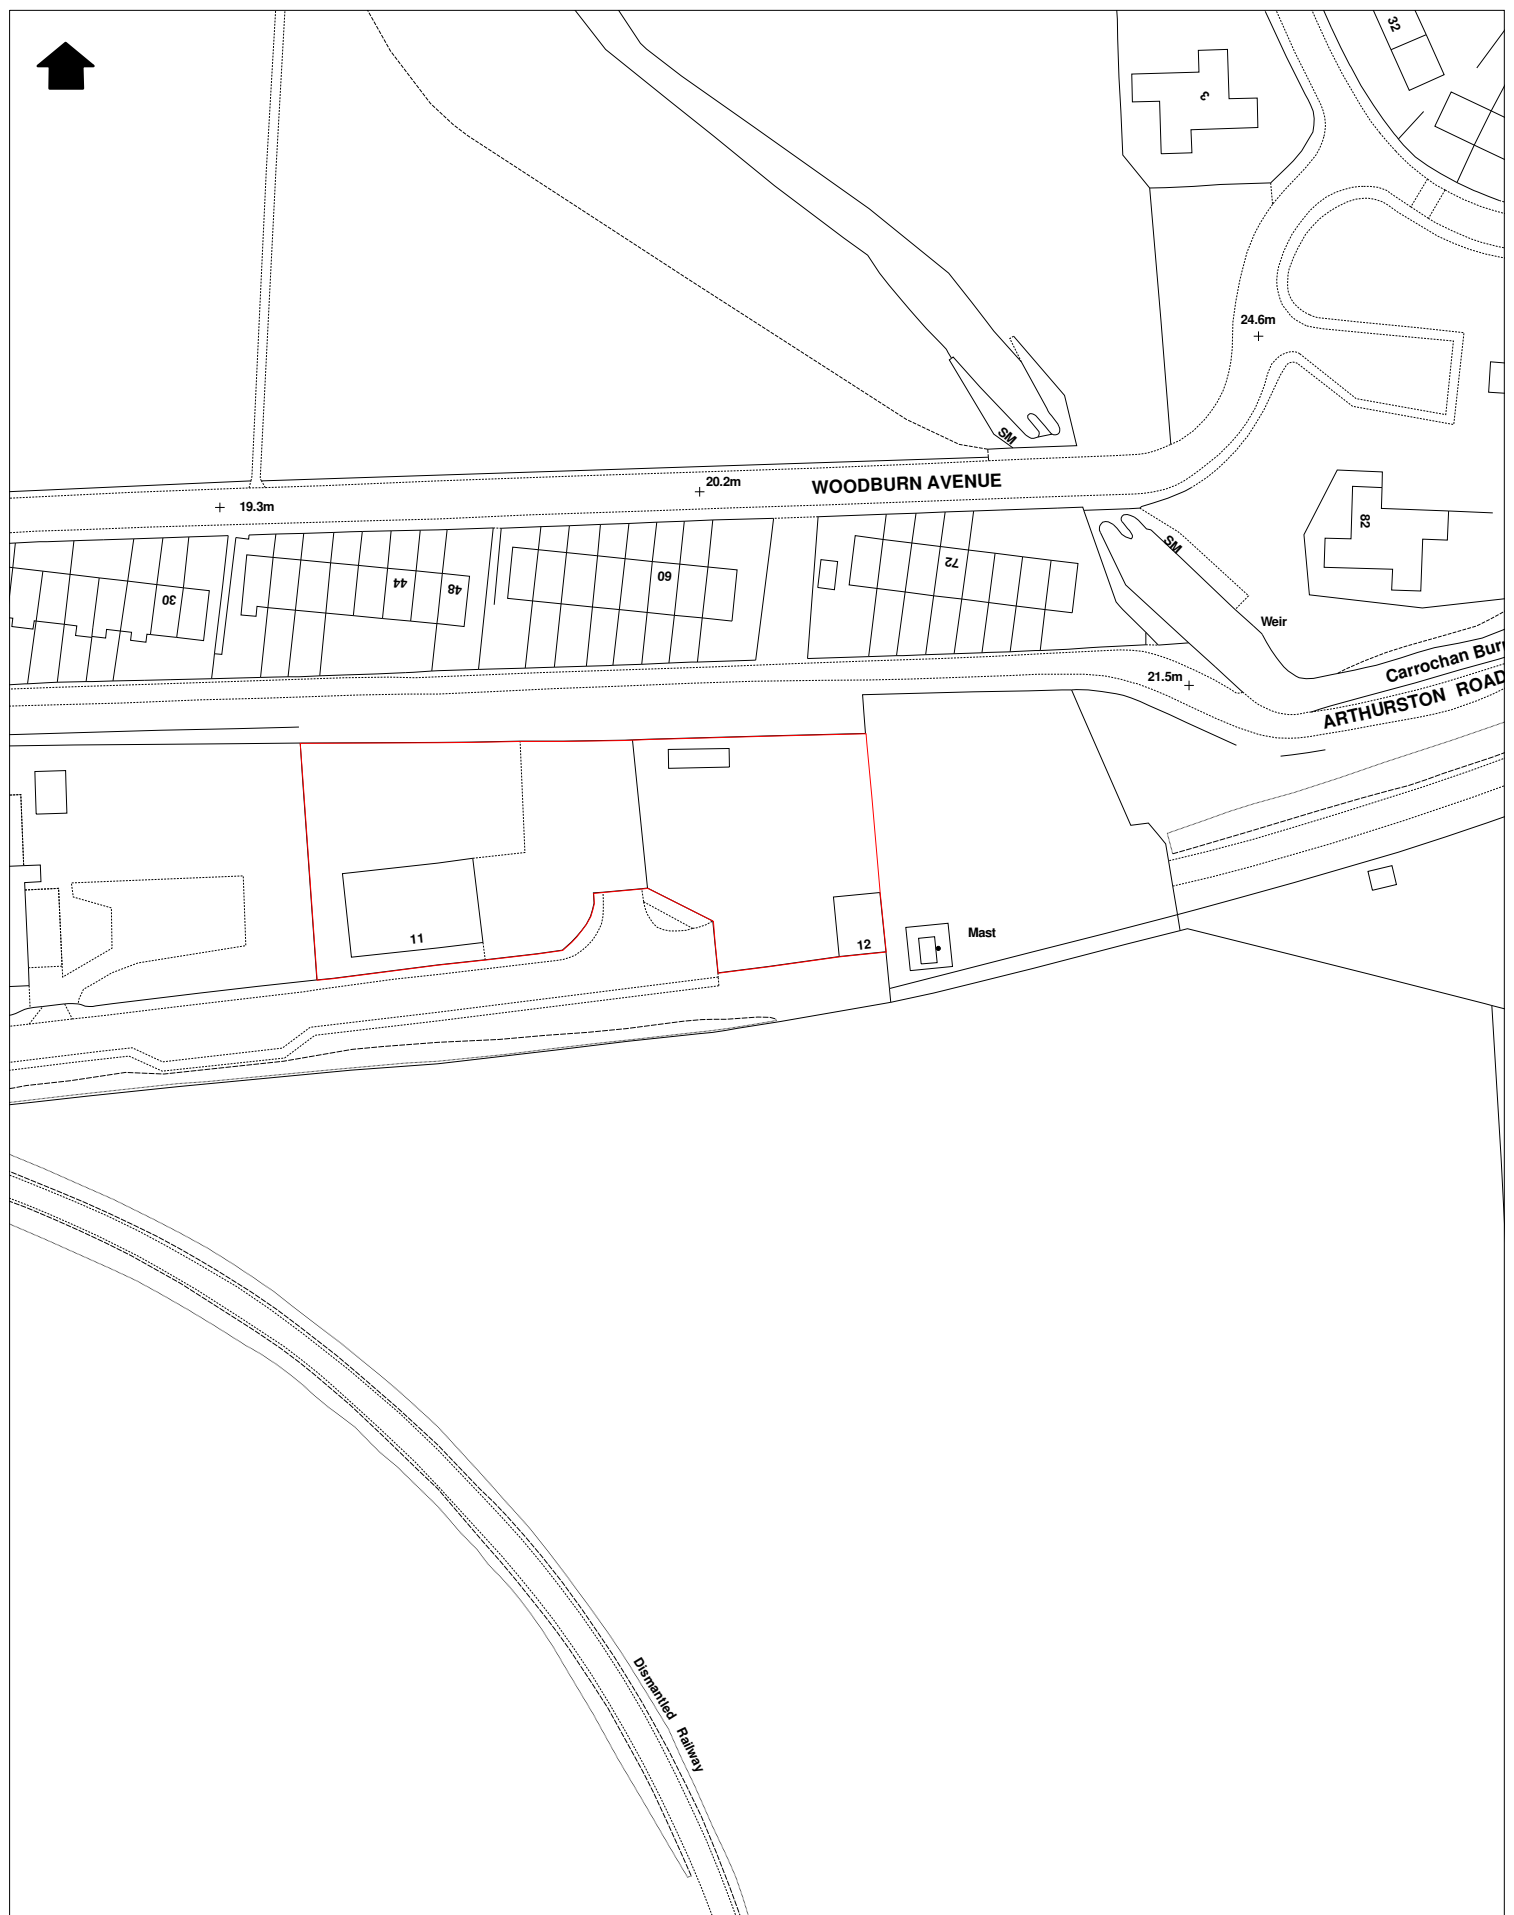 32
3
24.6m
SM
WOODBURN AVENUE
20.2m
19.3m
82
SM
72
60
44
48
30
Weir
Carrochan Burn
21.5m
ARTHURSTON ROAD
11
12
Mast
Dismantled Railway